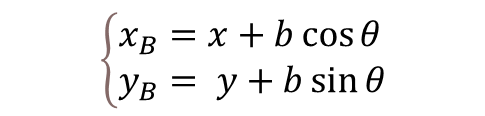 x_B = x + b cos θ
y_B = y + b sin θ